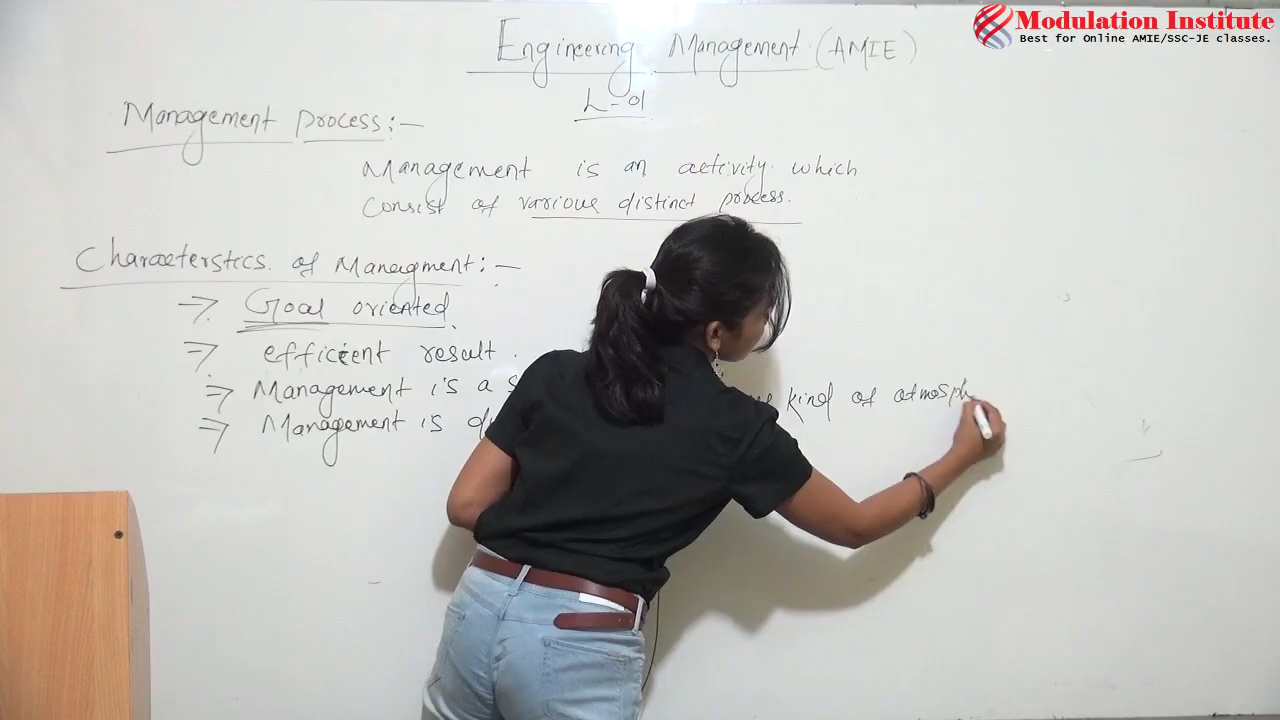 Modulation Institute
Best for Online AMIE/SSC-JE classes.
Engineering Management (AMIE)
L-01
Management process:-
Management is an activity which
consist of various distinct process.
Characterstics of Managment:-
→ Goal oriented
→ efficient result.
⇒ Management is a kind of atmosph
⇒ Management is